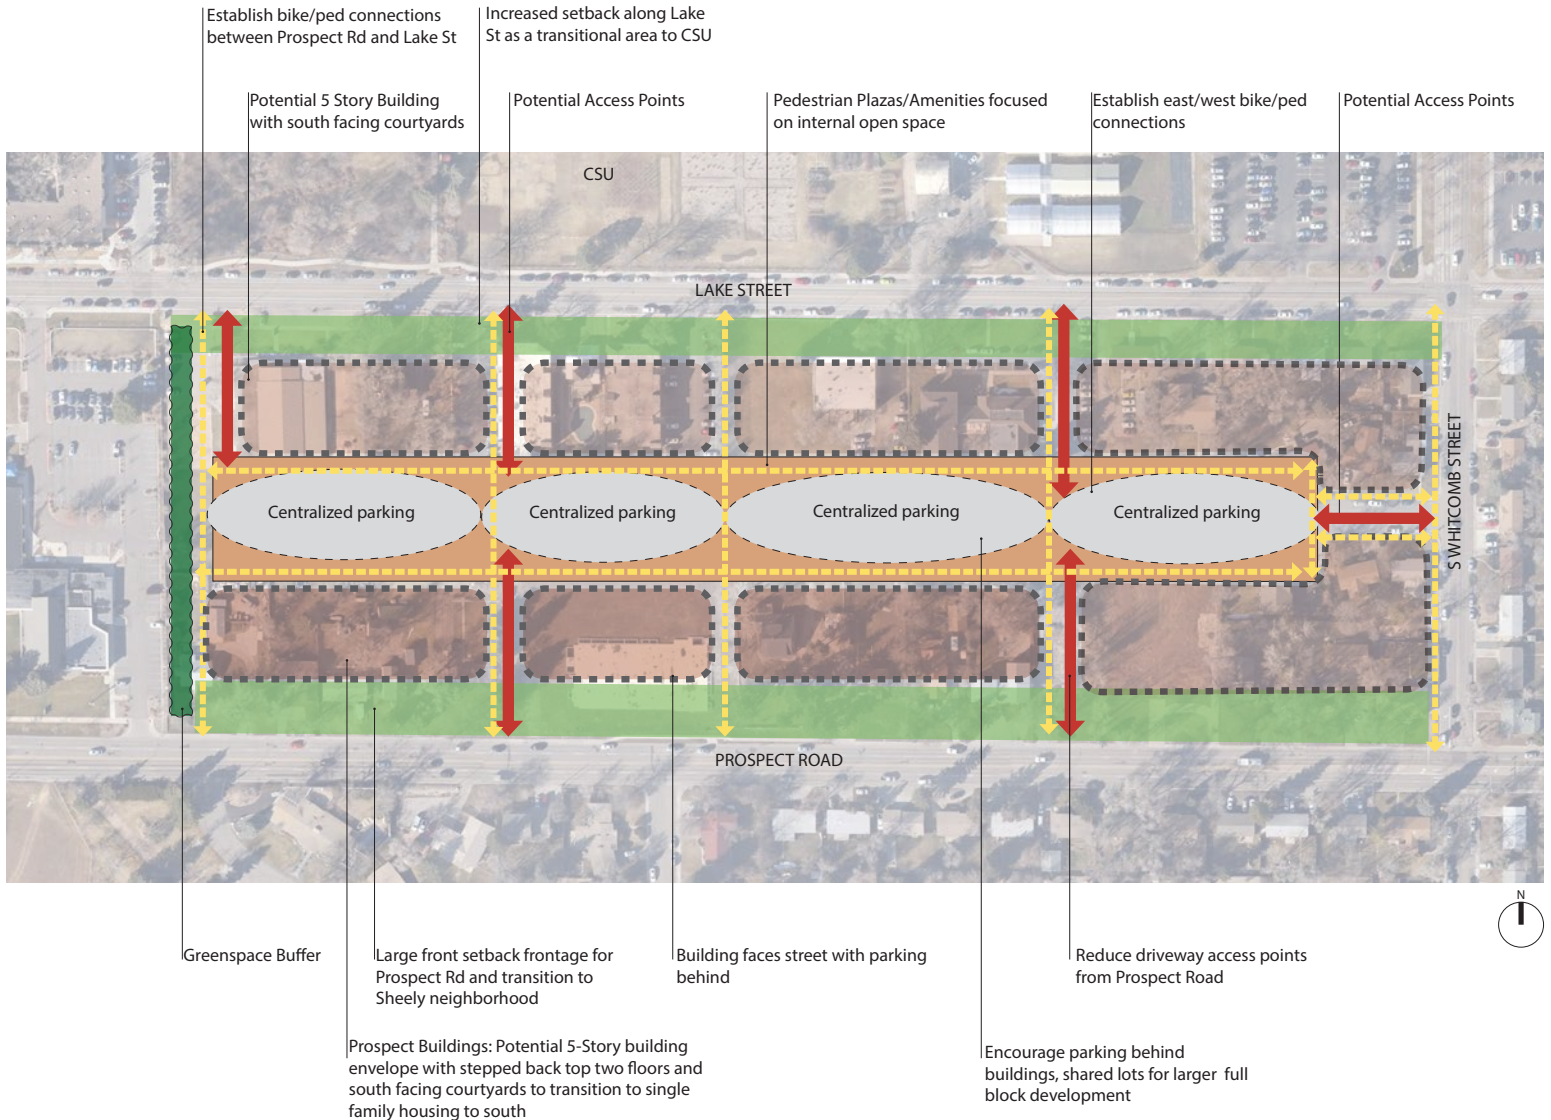 Establish bike/ped connections
between Prospect Rd and Lake St
Increased setback along Lake
St as a transitional area to CSU
Potential 5 Story Building
with south facing courtyards
Potential Access Points
Pedestrian Plazas/Amenities focused
on internal open space
Establish east/west bike/ped
connections
Potential Access Points
CSU
LAKE STREET
Centralized parking
Centralized parking
Centralized parking
Centralized parking
S WHITCOMB STREET
PROSPECT ROAD
N
Greenspace Buffer
Large front setback frontage for
Prospect Rd and transition to
Sheely neighborhood
Building faces street with parking
behind
Reduce driveway access points
from Prospect Road
Prospect Buildings: Potential 5-Story building
envelope with stepped back top two floors and
south facing courtyards to transition to single
family housing to south
Encourage parking behind
buildings, shared lots for larger  full
block development